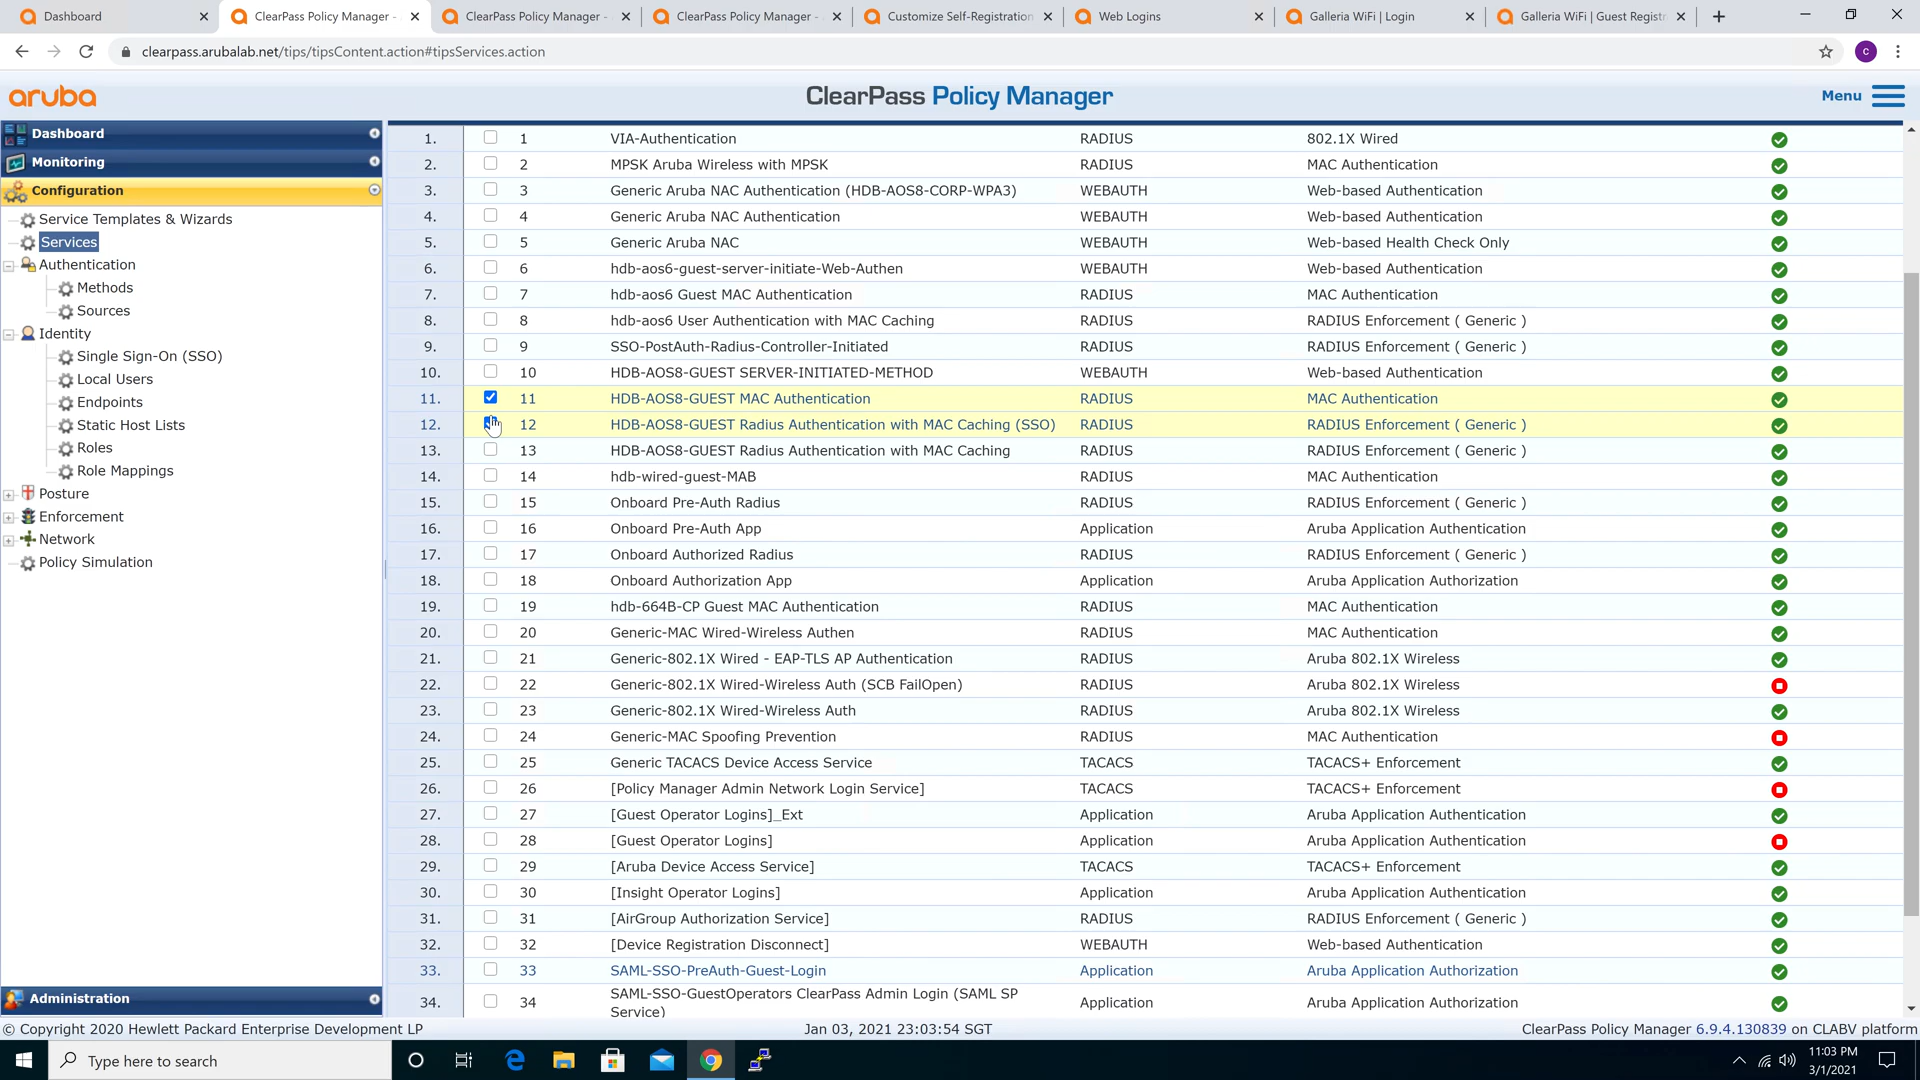 Dashboard
ClearPass Policy Manager -
ClearPass Policy Manager -
ClearPass Policy Manager -
Customize Self-Registration
Web Logins
Galleria WiFi | Login
Galleria WiFi | Guest Registr
clearpass.arubalab.net/tips/tipsContent.action#tipsServices.action
c
aruba
ClearPass Policy Manager
Menu
Dashboard
Monitoring
Configuration
Service Templates & Wizards
Services
Authentication
Methods
Sources
Identity
Single Sign-On (SSO)
Local Users
Endpoints
Static Host Lists
Roles
Role Mappings
Posture
Enforcement
Network
Policy Simulation
Administration
1. 1 VIA-Authentication RADIUS 802.1X Wired
2. 2 MPSK Aruba Wireless with MPSK RADIUS MAC Authentication
3. 3 Generic Aruba NAC Authentication (HDB-AOS8-CORP-WPA3) WEBAUTH Web-based Authentication
4. 4 Generic Aruba NAC Authentication WEBAUTH Web-based Authentication
5. 5 Generic Aruba NAC WEBAUTH Web-based Health Check Only
6. 6 hdb-aos6-guest-server-initiate-Web-Authen WEBAUTH Web-based Authentication
7. 7 hdb-aos6 Guest MAC Authentication RADIUS MAC Authentication
8. 8 hdb-aos6 User Authentication with MAC Caching RADIUS RADIUS Enforcement ( Generic )
9. 9 SSO-PostAuth-Radius-Controller-Initiated RADIUS RADIUS Enforcement ( Generic )
10. 10 HDB-AOS8-GUEST SERVER-INITIATED-METHOD WEBAUTH Web-based Authentication
11. 11 HDB-AOS8-GUEST MAC Authentication RADIUS MAC Authentication
12. 12 HDB-AOS8-GUEST Radius Authentication with MAC Caching (SSO) RADIUS RADIUS Enforcement ( Generic )
13. 13 HDB-AOS8-GUEST Radius Authentication with MAC Caching RADIUS RADIUS Enforcement ( Generic )
14. 14 hdb-wired-guest-MAB RADIUS MAC Authentication
15. 15 Onboard Pre-Auth Radius RADIUS RADIUS Enforcement ( Generic )
16. 16 Onboard Pre-Auth App Application Aruba Application Authentication
17. 17 Onboard Authorized Radius RADIUS RADIUS Enforcement ( Generic )
18. 18 Onboard Authorization App Application Aruba Application Authorization
19. 19 hdb-664B-CP Guest MAC Authentication RADIUS MAC Authentication
20. 20 Generic-MAC Wired-Wireless Authen RADIUS MAC Authentication
21. 21 Generic-802.1X Wired - EAP-TLS AP Authentication RADIUS Aruba 802.1X Wireless
22. 22 Generic-802.1X Wired-Wireless Auth (SCB FailOpen) RADIUS Aruba 802.1X Wireless
23. 23 Generic-802.1X Wired-Wireless Auth RADIUS Aruba 802.1X Wireless
24. 24 Generic-MAC Spoofing Prevention RADIUS MAC Authentication
25. 25 Generic TACACS Device Access Service TACACS TACACS+ Enforcement
26. 26 [Policy Manager Admin Network Login Service] TACACS TACACS+ Enforcement
27. 27 [Guest Operator Logins]_Ext Application Aruba Application Authentication
28. 28 [Guest Operator Logins] Application Aruba Application Authentication
29. 29 [Aruba Device Access Service] TACACS TACACS+ Enforcement
30. 30 [Insight Operator Logins] Application Aruba Application Authentication
31. 31 [AirGroup Authorization Service] RADIUS RADIUS Enforcement ( Generic )
32. 32 [Device Registration Disconnect] WEBAUTH Web-based Authentication
33. 33 SAML-SSO-PreAuth-Guest-Login Application Aruba Application Authorization
34. 34 SAML-SSO-GuestOperators ClearPass Admin Login (SAML SP Service) Application Aruba Application Authorization
© Copyright 2020 Hewlett Packard Enterprise Development LP
Jan 03, 2021 23:03:54 SGT
ClearPass Policy Manager 6.9.4.130839 on CLABV platform
Type here to search
11:03 PM
3/1/2021